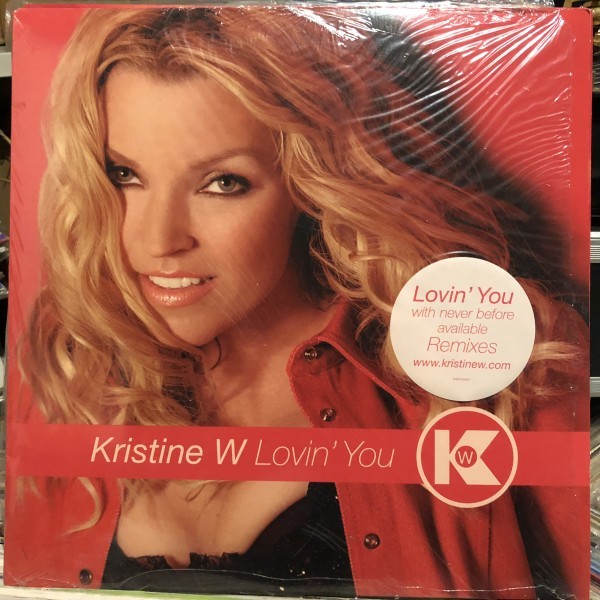 Lovin' You
with never before
available
Remixes
www.kristinew.com
Kristine W Lovin' You
K
W